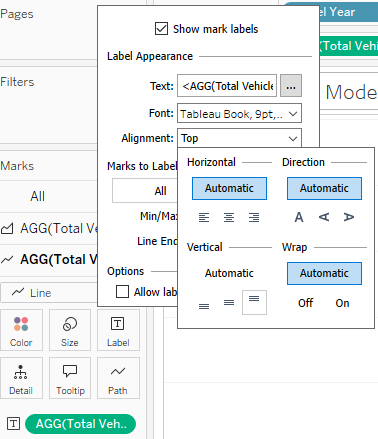 Pages
Show mark labels
el Year
Label Appearance
Text: <AGG(Total Vehicle ...
(Total Vehi
Filters
Font: Tableau Book, 9pt,...
Mode
Alignment: Top
Marks
Marks to Label
Horizontal Direction
All
All
Automatic Automatic
Min/Ma
AGG(Total Veh
A A A
AGG(Total V
Line End
Vertical Wrap
Line
Options
Automatic Automatic
Allow lab
Off On
Color Size Label
Detail Tooltip Path
T AGG(Total Veh..